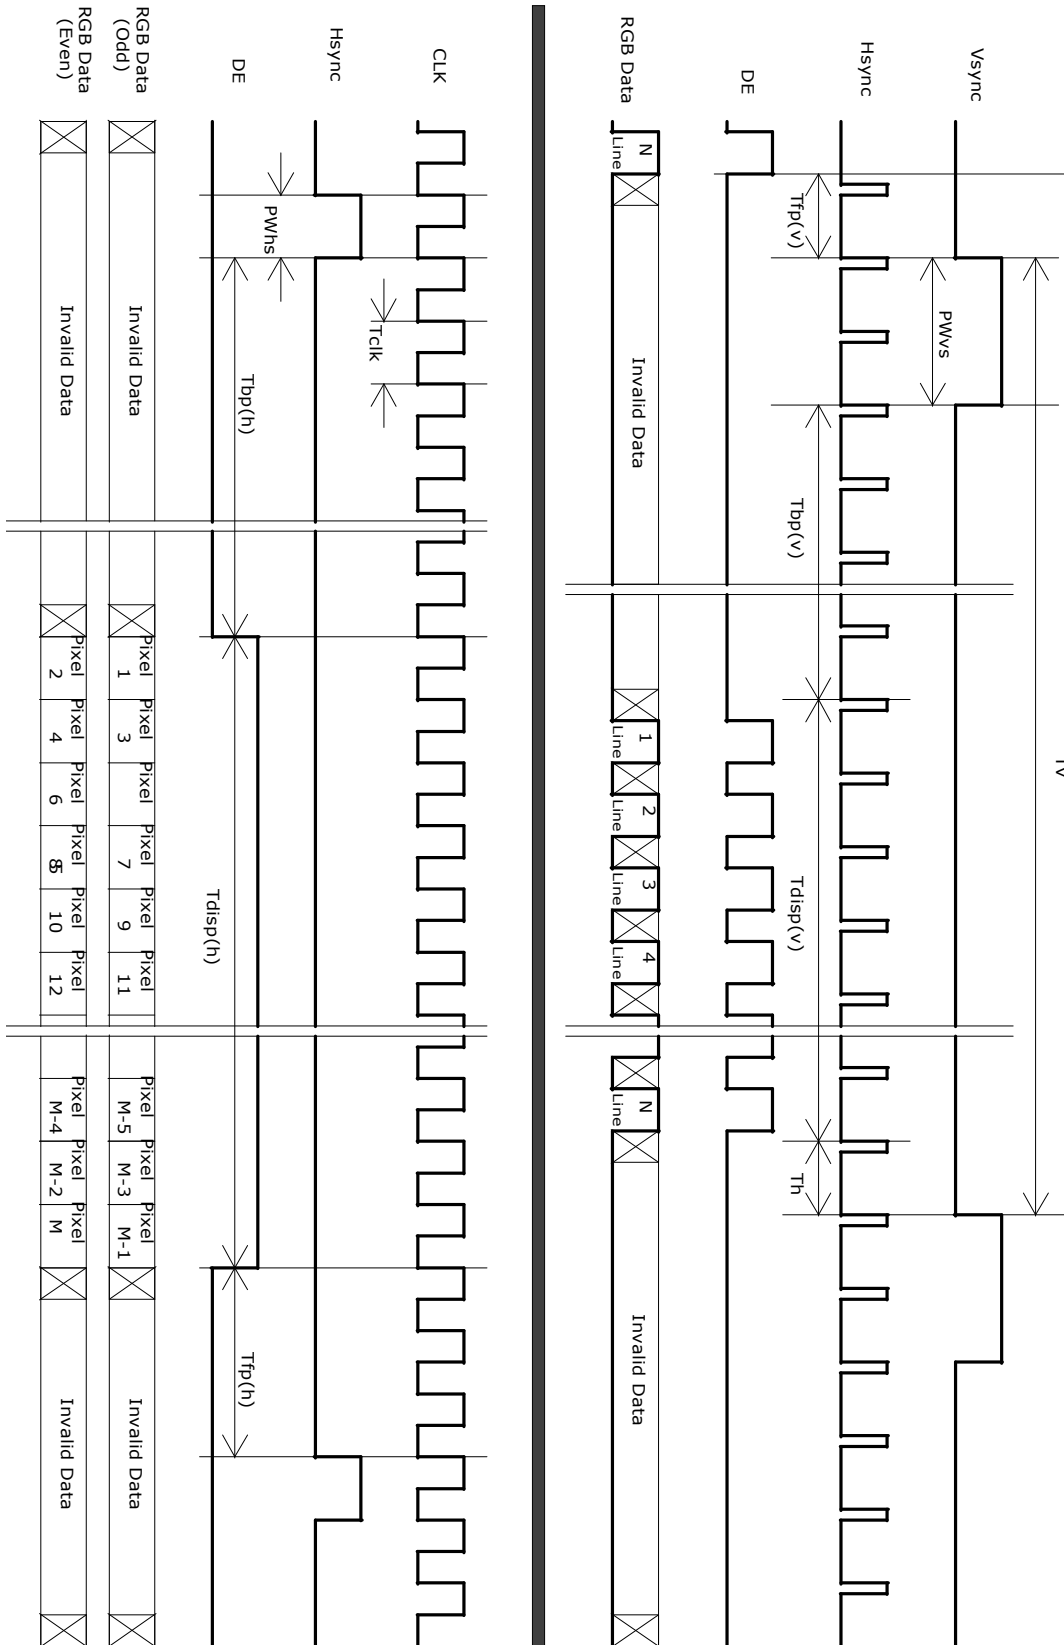 Tv
Vsync
PWvs
Hsync
Tfp(v)
Tbp(v)
Tdisp(v)
Th
DE
RGB Data
N
Line
Invalid Data
1
Line
2
Line
3
Line
4
Line
N
Line
Invalid Data
CLK
Tclk
Hsync
PWhs
Tbp(h)
Tfp(h)
DE
Tdisp(h)
RGB Data
(Odd)
Invalid Data
Pixel Pixel Pixel Pixel Pixel Pixel
1 3 7 9 11
Pixel Pixel Pixel
M-5 M-3 M-1
Invalid Data
RGB Data
(Even)
Invalid Data
Pixel Pixel Pixel Pixel Pixel Pixel
2 4 6 10 12
Pixel Pixel Pixel
M-4 M-2 M
Invalid Data